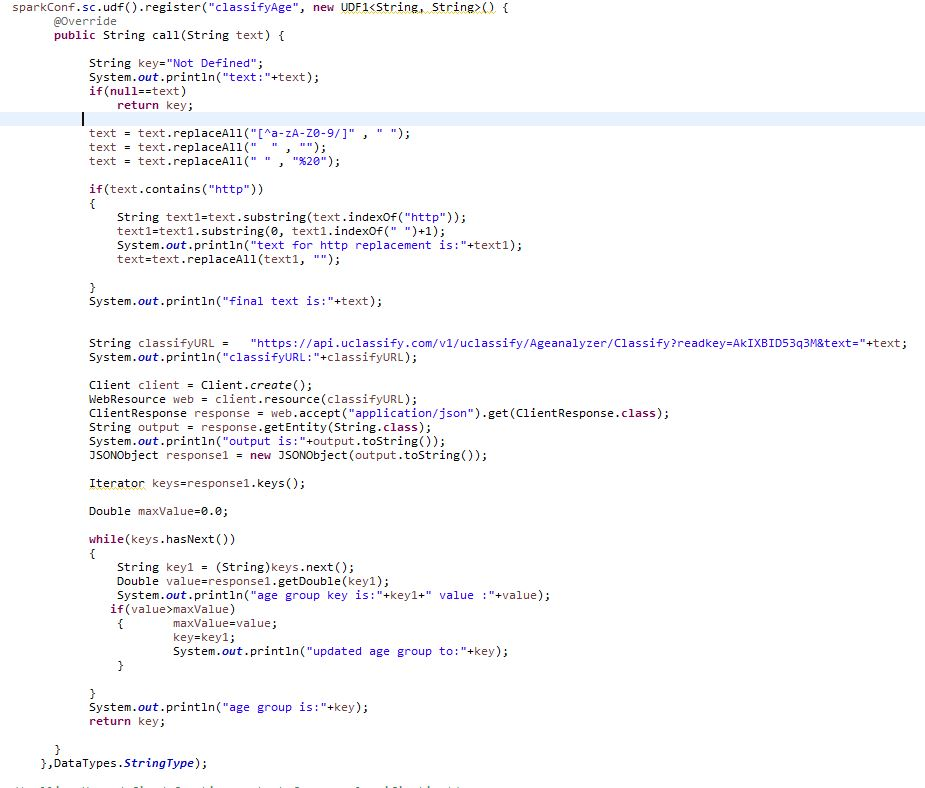 sparkConf.sc.udf().register("classifyAge", new UDF1<String, String>() {
@Override
public String call(String text) {
String key="Not Defined";
System.out.println("text:"+text);
if(null==text)
return key;
text = text.replaceAll("[^a-zA-Z0-9/]" , " ");
text = text.replaceAll("  " , "");
text = text.replaceAll(" " , "%20");
if(text.contains("http"))
{
String text1=text.substring(text.indexOf("http"));
text1=text1.substring(0, text1.indexOf(" ")+1);
System.out.println("text for http replacement is:"+text1);
text=text.replaceAll(text1, "");
}
System.out.println("final text is:"+text);
String classifyURL =   "https://api.uclassify.com/v1/uclassify/Ageanalyzer/Classify?readkey=AkIXBID53q3M&text="+text;
System.out.println("classifyURL:"+classifyURL);
Client client = Client.create();
WebResource web = client.resource(classifyURL);
ClientResponse response = web.accept("application/json").get(ClientResponse.class);
String output = response.getEntity(String.class);
System.out.println("output is:"+output.toString());
JSONObject response1 = new JSONObject(output.toString());
Iterator keys=response1.keys();
Double maxValue=0.0;
while(keys.hasNext())
{
String key1 = (String)keys.next();
Double value=response1.getDouble(key1);
System.out.println("age group key is:"+key1+" value :"+value);
if(value>maxValue)
{ maxValue=value;
key=key1;
System.out.println("updated age group to:"+key);
}
}
System.out.println("age group is:"+key);
return key;
}
},DataTypes.StringType);